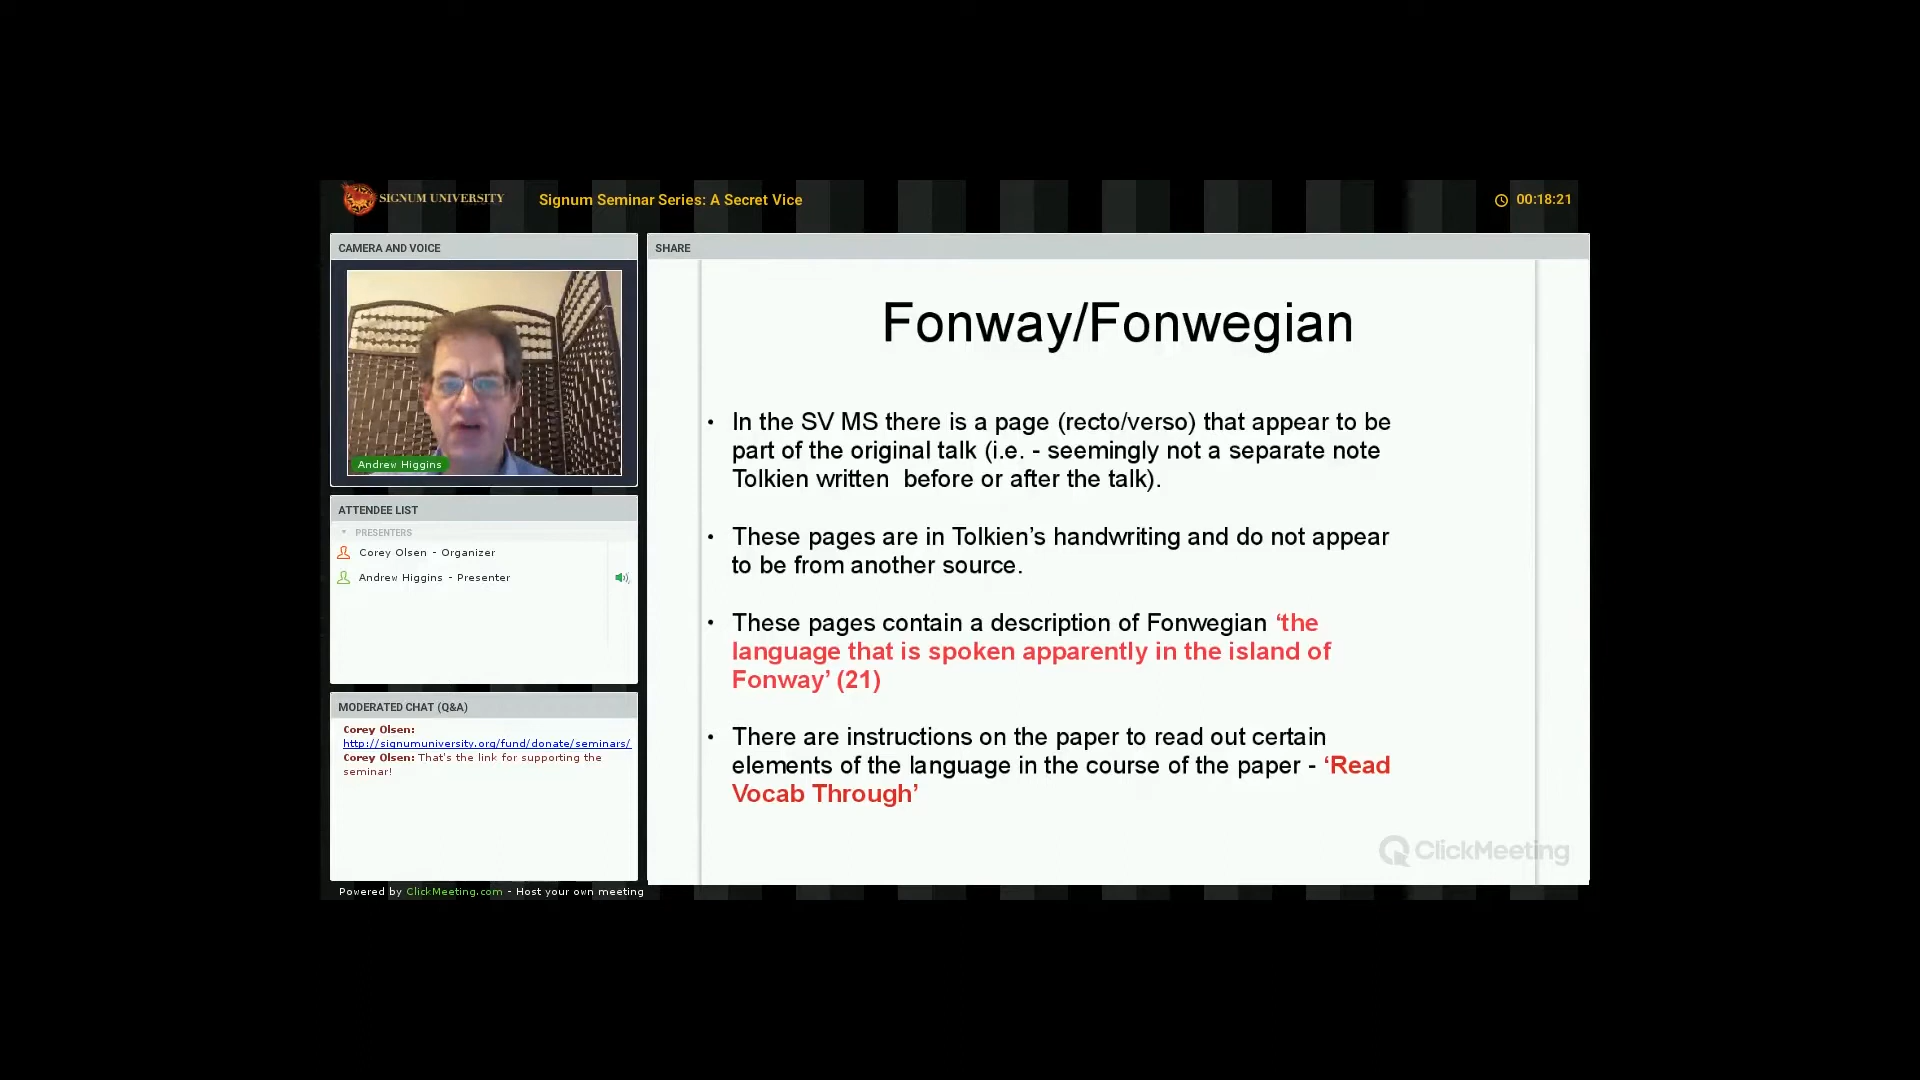 SIGNUM UNIVERSITY
Signum Seminar Series: A Secret Vice
00:18:21
CAMERA AND VOICE
Andrew Higgins
ATTENDEE LIST
PRESENTERS
Corey Olsen - Organizer
Andrew Higgins - Presenter
MODERATED CHAT (Q&A)
Corey Olsen:
http://signumuniversity.org/fund/donate/seminars/
Corey Olsen: That's the link for supporting the
seminar!
Powered by ClickMeeting.com - Host your own meeting
SHARE
Fonway/Fonwegian
• In the SV MS there is a page (recto/verso) that appear to be
part of the original talk (i.e. - seemingly not a separate note
Tolkien written  before or after the talk).
• These pages are in Tolkien’s handwriting and do not appear
to be from another source.
• These pages contain a description of Fonwegian ‘the
language that is spoken apparently in the island of
Fonway’ (21)
• There are instructions on the paper to read out certain
elements of the language in the course of the paper - ‘Read
Vocab Through’
ClickMeeting